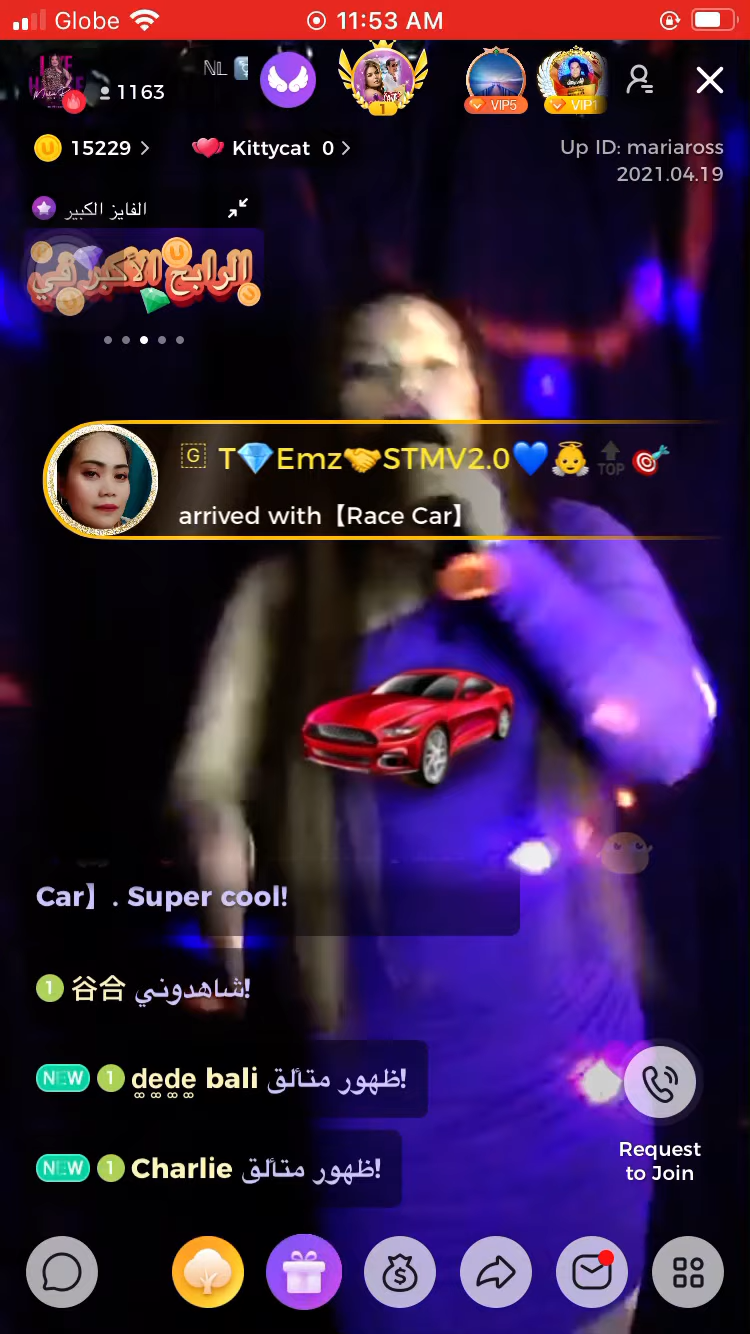 Globe 11:53 AM
LIVE
1163
NL
1
VIP5
VIP1
15229
Kittycat 0
Up ID: mariaross
2021.04.19
الفايز الكبير
الرابح الأكبر في
G T💎Emz🤝STMV2.0💙👼🔝🎯
arrived with【Race Car】
Car】. Super cool!
1 谷合 شاهدوني!
NEW 1 dede bali ظهور متألق!
NEW 1 Charlie ظهور متألق!
Request
to Join